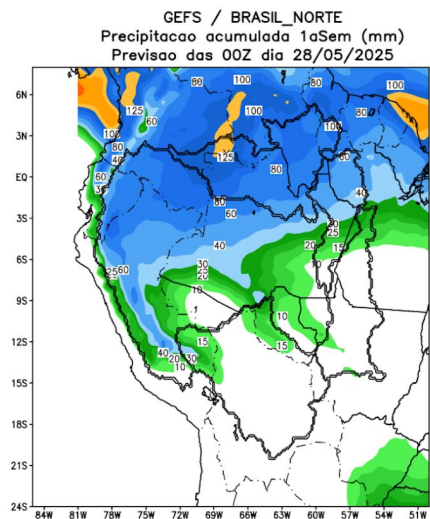 GEFS / BRASIL_NORTE
Precipitacao acumulada 1aSem (mm)
Previsao das 00Z dia 28/05/2025
80 100 80 100
6N
125 100 100 80
60
3N
100 100
80 125 60
40
EQ
60 80 40
30
3S
80
60 30
25
40 20 15
6S
30 10
25 60 25
20
9S
10
10
12S
15 15
40 30
20
10
15S
18S
21S
24S
84W 81W 78W 75W 72W 69W 66W 63W 60W 57W 54W 51W